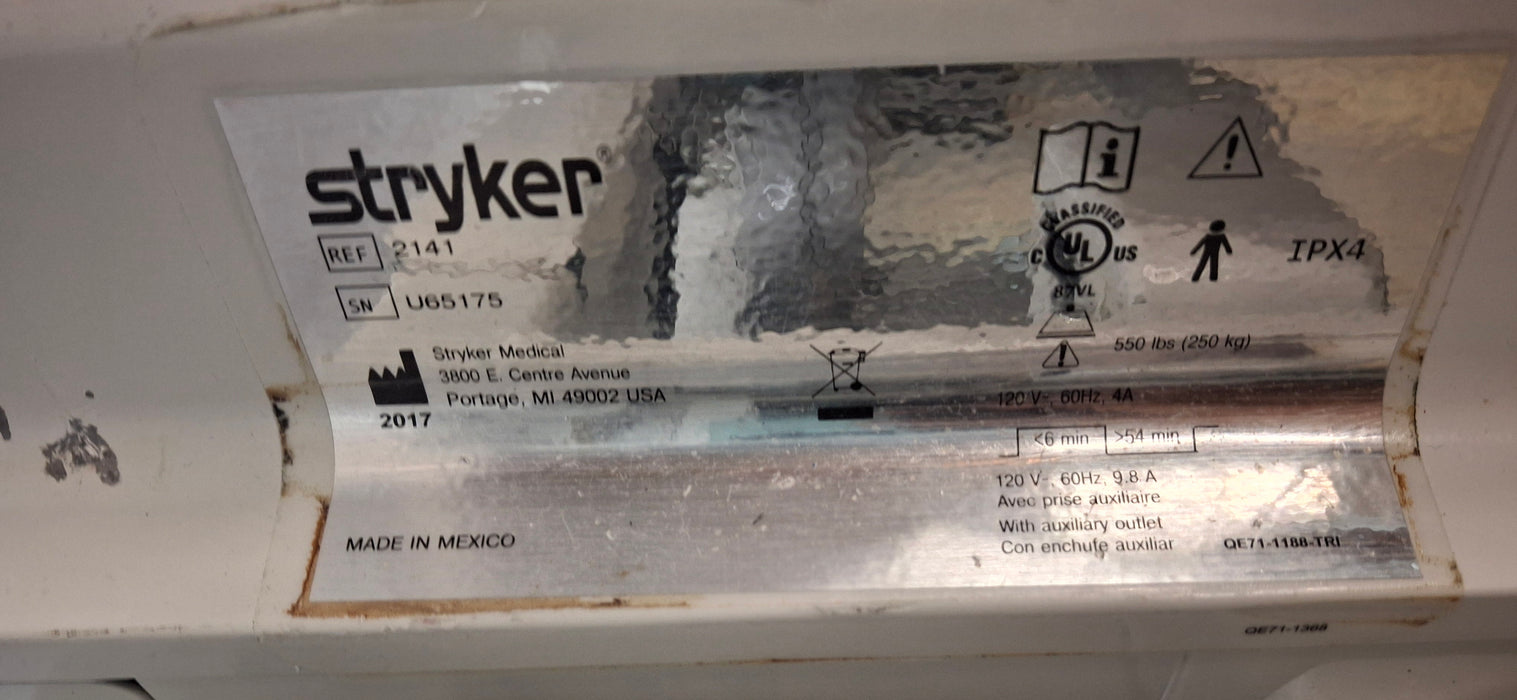 stryker®
REF 2141
SN U65175
Stryker Medical
3800 E. Centre Avenue
Portage, MI 49002 USA
2017
MADE IN MEXICO
i
CLASSIFIED
C UL US
87VL
IPX4
550 lbs (250 kg)
120 V~, 60Hz, 4A
<6 min >54 min
120 V~, 60Hz, 9.8 A
Avec prise auxiliaire
With auxiliary outlet
Con enchufe auxiliar
QE71-1188-TRI
QE71-1368